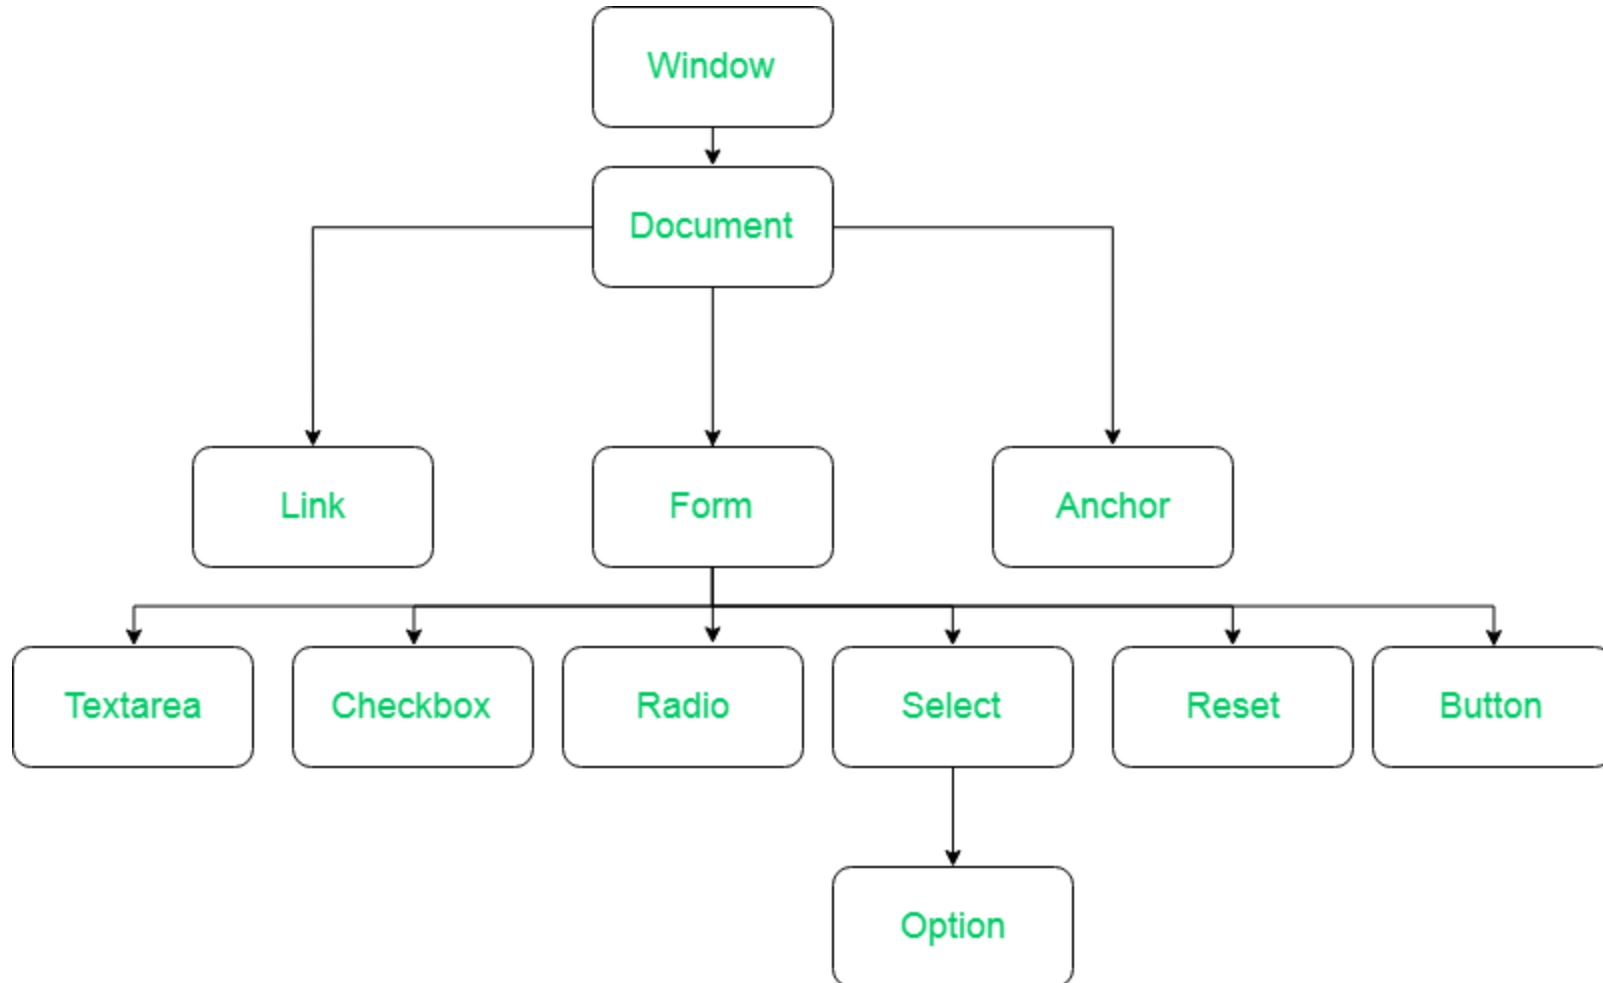 Window
Document
Link
Form
Anchor
Textarea
Checkbox
Radio
Select
Reset
Button
Option